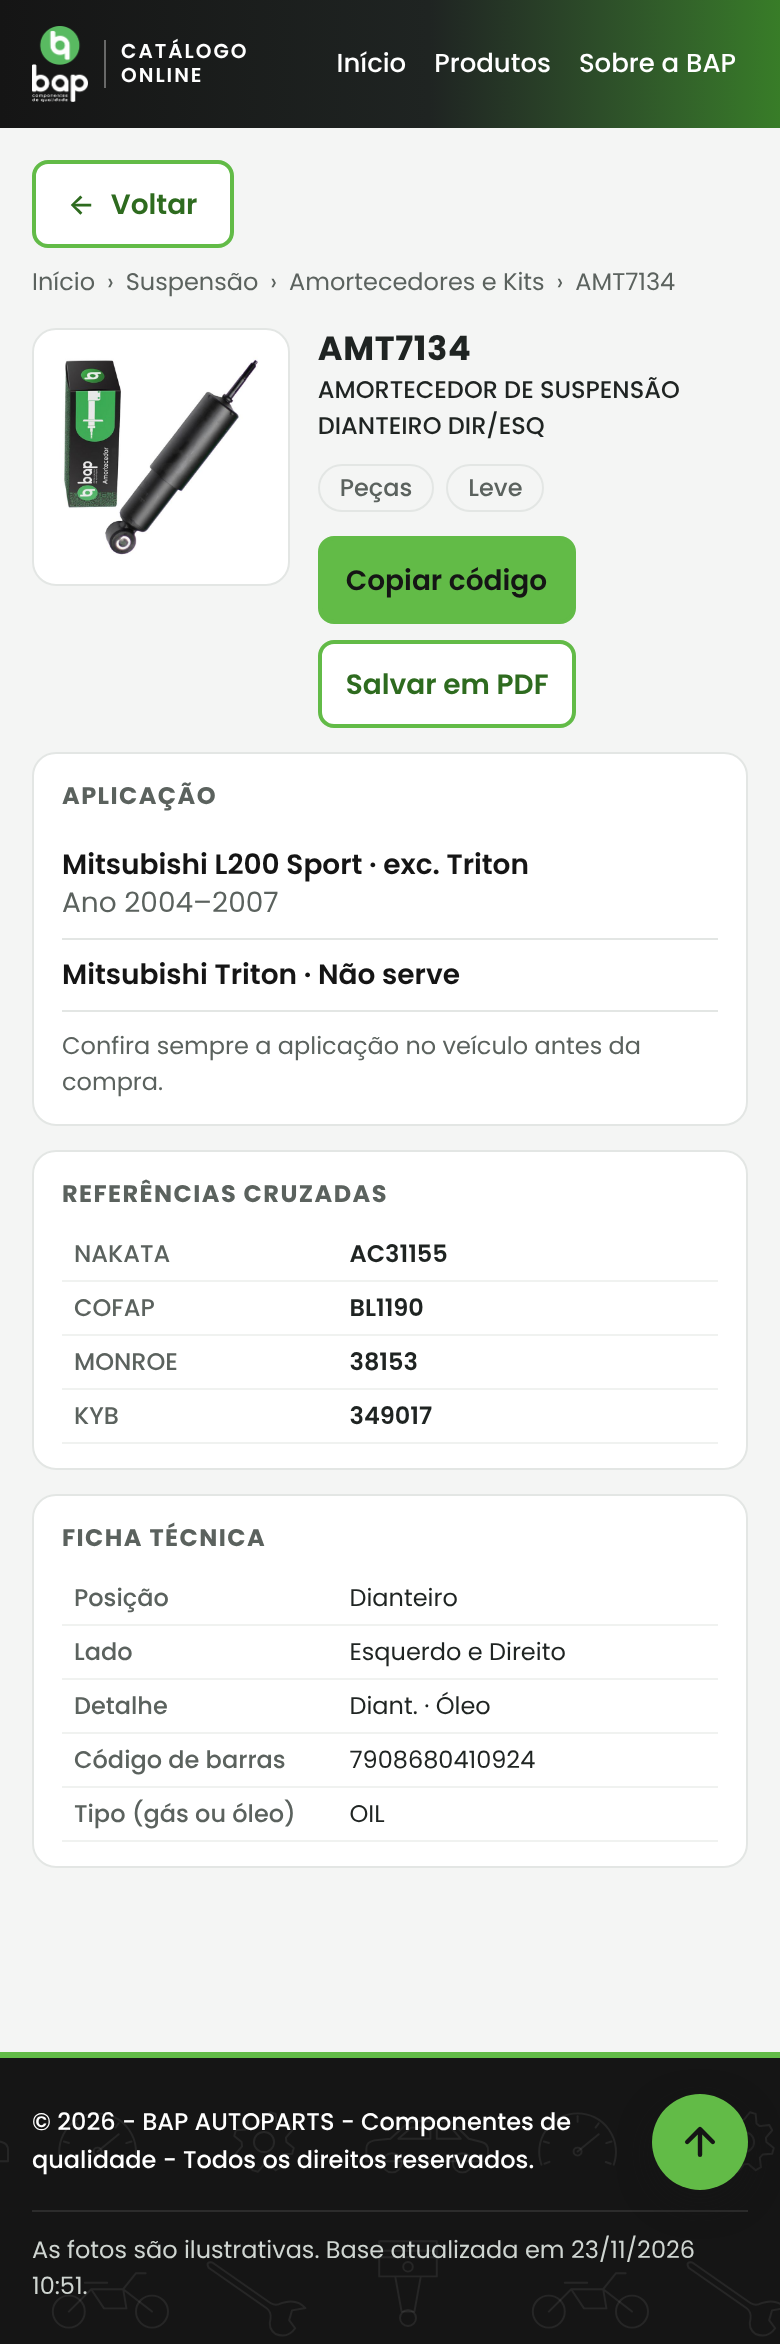 bap
componentes
de qualidade
CATÁLOGO
ONLINE
Início
Produtos
Sobre a BAP
← Voltar
Início › Suspensão › Amortecedores e Kits › AMT7134
bap
Amortecedor
AMT7134
AMORTECEDOR DE SUSPENSÃO
DIANTEIRO DIR/ESQ
Peças
Leve
Copiar código
Salvar em PDF
APLICAÇÃO
Mitsubishi L200 Sport · exc. Triton
Ano 2004–2007
Mitsubishi Triton · Não serve
Confira sempre a aplicação no veículo antes da
compra.
REFERÊNCIAS CRUZADAS
NAKATA AC31155
COFAP BL1190
MONROE 38153
KYB 349017
FICHA TÉCNICA
Posição Dianteiro
Lado Esquerdo e Direito
Detalhe Diant. · Óleo
Código de barras 7908680410924
Tipo (gás ou óleo) OIL
© 2026 - BAP AUTOPARTS - Componentes de
qualidade - Todos os direitos reservados.
As fotos são ilustrativas. Base atualizada em 23/11/2026
10:51.